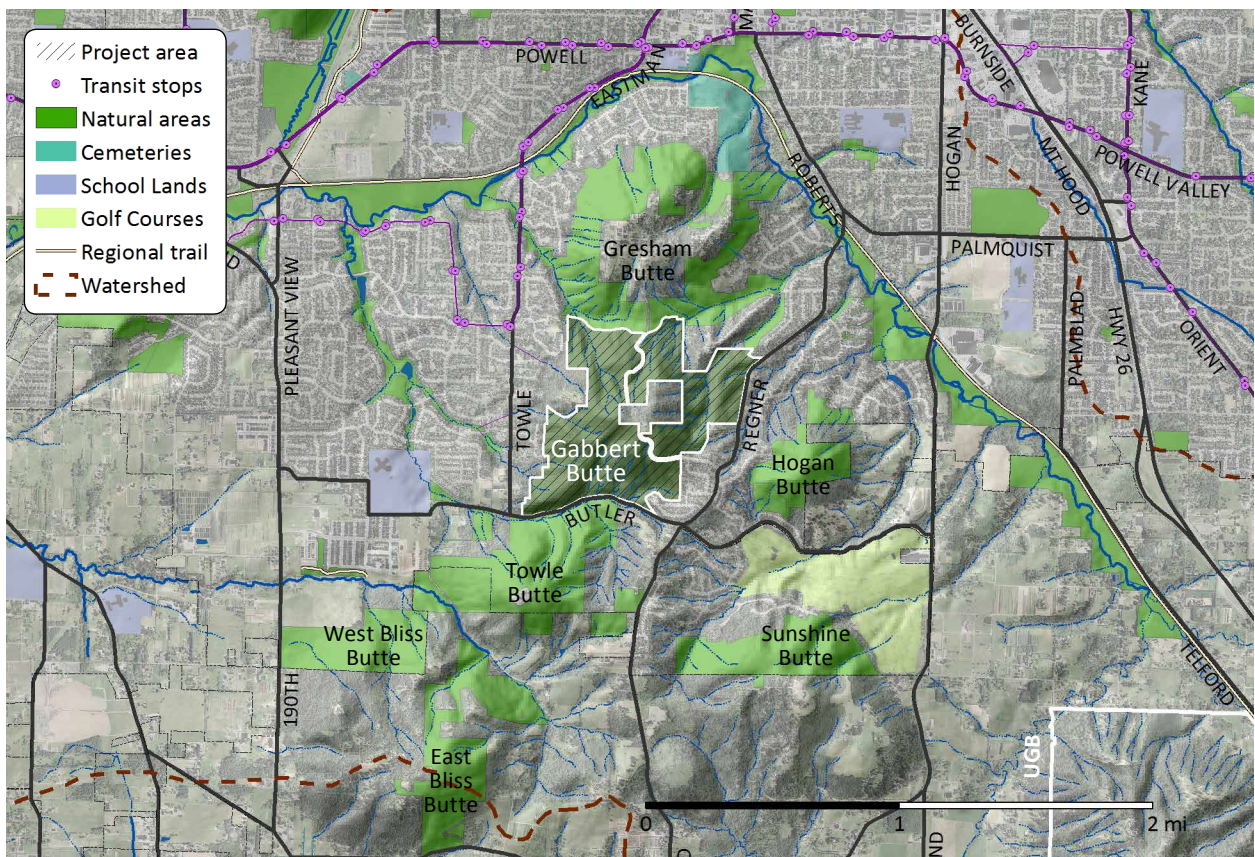 Project area
Transit stops
Natural areas
Cemeteries
School Lands
Golf Courses
Regional trail
Watershed
POWELL
EASTMAN
MA
BURNSIDE
KANE
HOGAN
MT HOOD
POWELL VALLEY
ROBERTS
PALMQUIST
D
PLEASANT VIEW
Gresham
Butte
PALMBLAD
HWY 26
ORIENT
TOWLE
REGNER
Gabbert
Butte
Hogan
Butte
BUTLER
Towle
Butte
West Bliss
Butte
Sunshine
Butte
TELFORD
190TH
UGB
East
Bliss
Butte
0
1
2 mi
D
ND